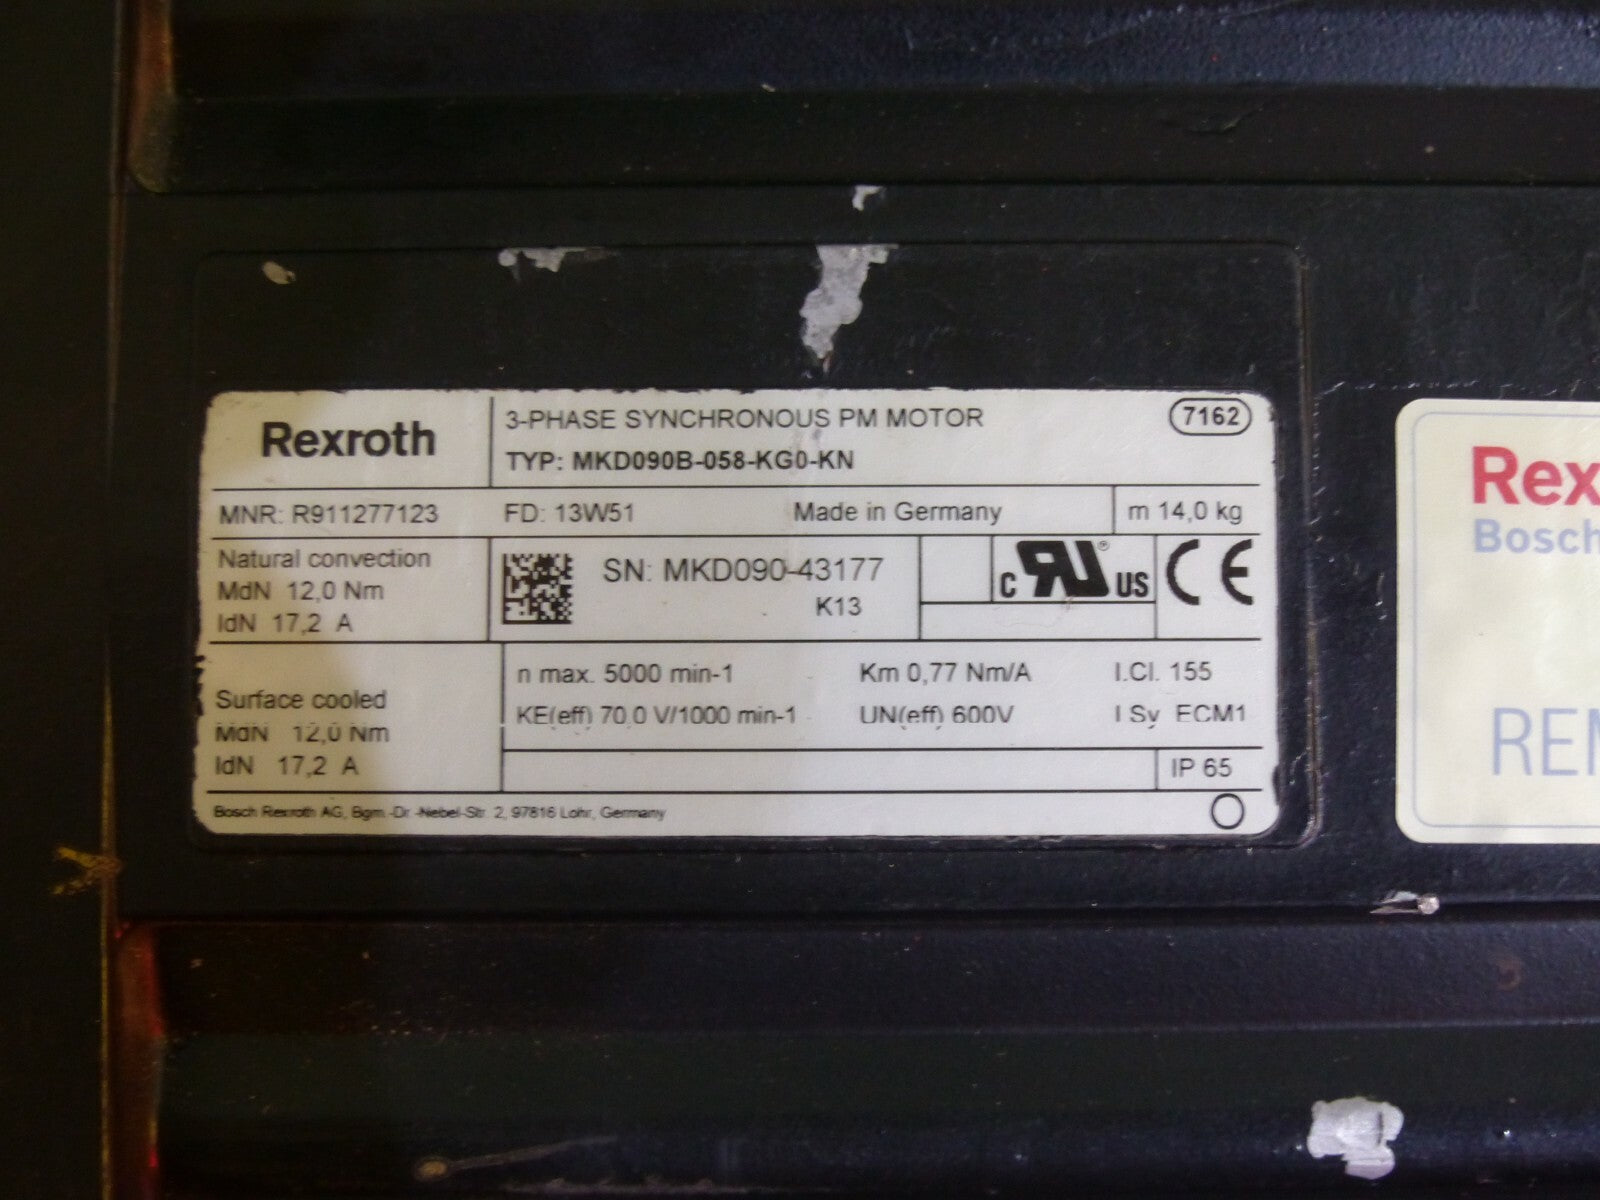 Rexroth
3-PHASE SYNCHRONOUS PM MOTOR
7162
TYP: MKD090B-058-KG0-KN
MNR: R911277123
FD: 13W51
Made in Germany
m 14,0 kg
Natural convection
MdN 12,0 Nm
IdN 17,2 A
SN: MKD090-43177
K13
c RU® US
CE
Surface cooled
MdN 12,0 Nm
IdN 17,2 A
n max. 5000 min-1
Km 0,77 Nm/A
I.Cl. 155
KE(eff) 70,0 V/1000 min-1
UN(eff) 600V
I.Sy. ECM1
IP 65
Bosch Rexroth AG, Bgm.-Dr.-Nebel-Str. 2, 97816 Lohr, Germany
Rex
Bosch
REM